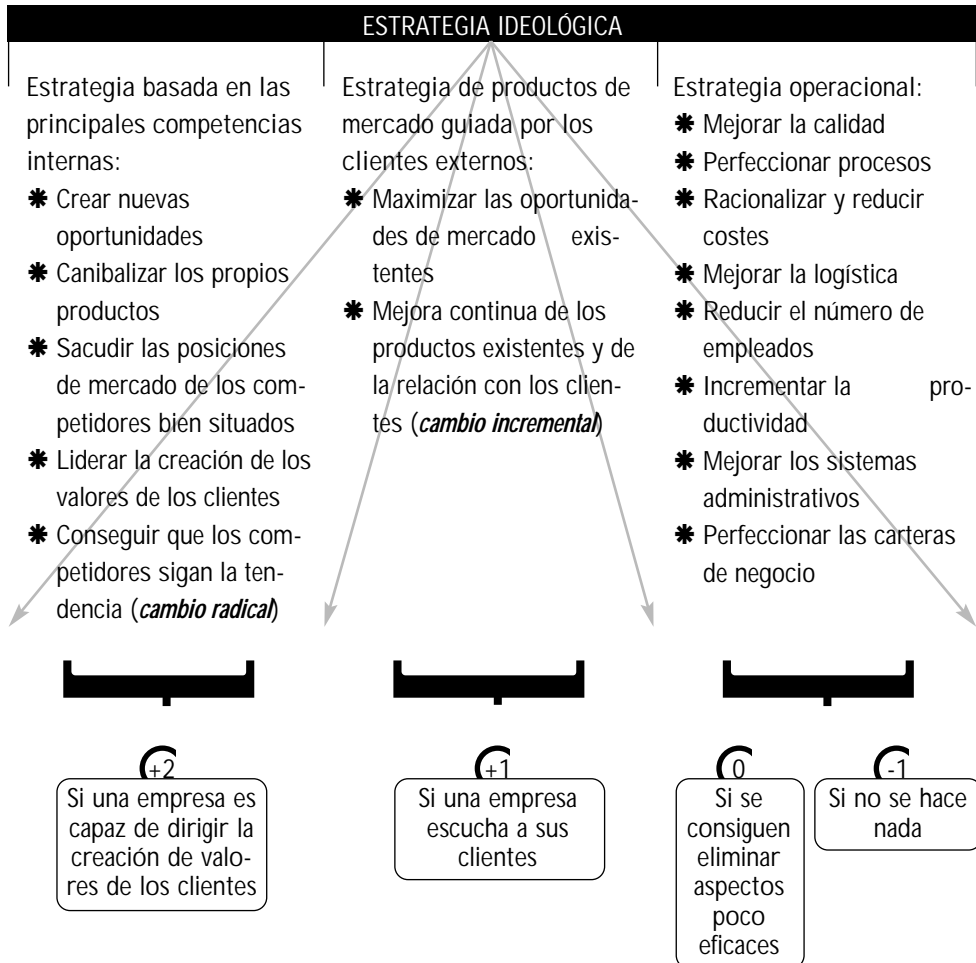 ESTRATEGIA IDEOLÓGICA
Estrategia basada en las
principales competencias
internas:
✱ Crear nuevas
oportunidades
✱ Canibalizar los propios
productos
✱ Sacudir las posiciones
de mercado de los com-
petidores bien situados
✱ Liderar la creación de los
valores de los clientes
✱ Conseguir que los com-
petidores sigan la ten-
dencia (cambio radical)
Estrategia de productos de
mercado guiada por los
clientes externos:
✱ Maximizar las oportunida-
des de mercado exis-
tentes
✱ Mejora continua de los
productos existentes y de
la relación con los clien-
tes (cambio incremental)
Estrategia operacional:
✱ Mejorar la calidad
✱ Perfeccionar procesos
✱ Racionalizar y reducir
costes
✱ Mejorar la logística
✱ Reducir el número de
empleados
✱ Incrementar la pro-
ductividad
✱ Mejorar los sistemas
administrativos
✱ Perfeccionar las carteras
de negocio
+2
Si una empresa es
capaz de dirigir la
creación de valo-
res de los clientes
+1
Si una empresa
escucha a sus
clientes
0
Si se
consiguen
eliminar
aspectos
poco
eficaces
-1
Si no se hace
nada